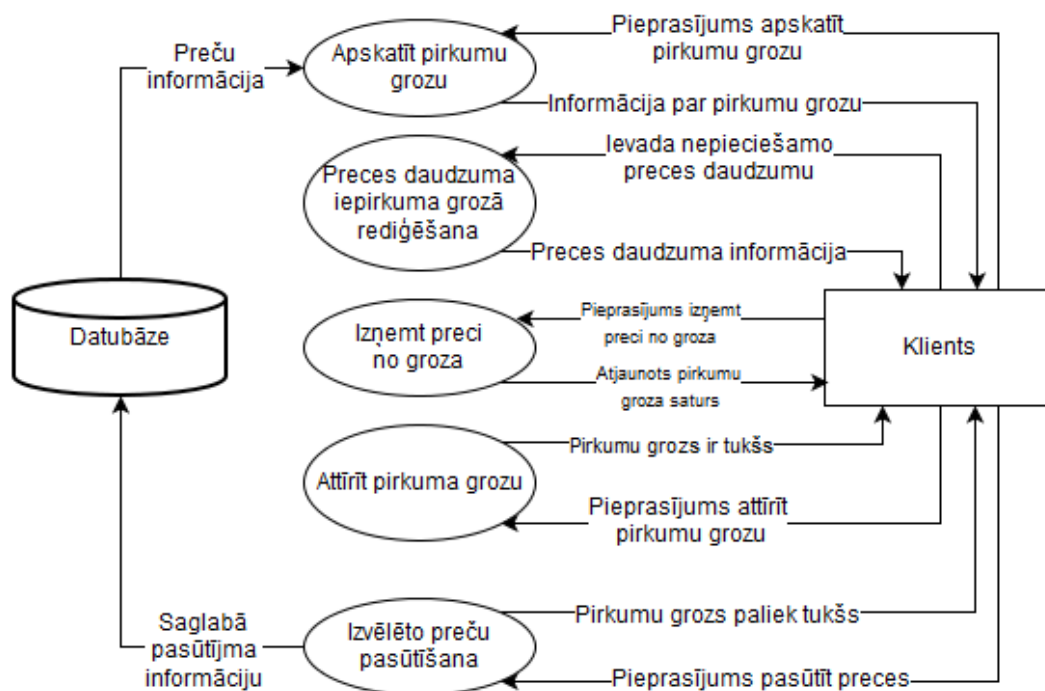 Preču
informācija
Apskatīt pirkumu
grozu
Pieprasījums apskatīt
pirkumu grozu
Informācija par pirkumu grozu
Ievada nepieciešamo
preces daudzumu
Preces daudzuma
iepirkuma grozā
rediģēšana
Preces daudzuma informācija
Datubāze
Izņemt preci
no groza
Pieprasījums izņemt
preci no groza
Klients
Atjaunots pirkumu
groza saturs
Pirkumu grozs ir tukšs
Attīrīt pirkuma grozu
Pieprasījums attīrīt
pirkumu grozu
Saglabā
pasūtījma
informāciju
Izvēlēto preču
pasūtīšana
Pirkumu grozs paliek tukšs
Pieprasījums pasūtīt preces